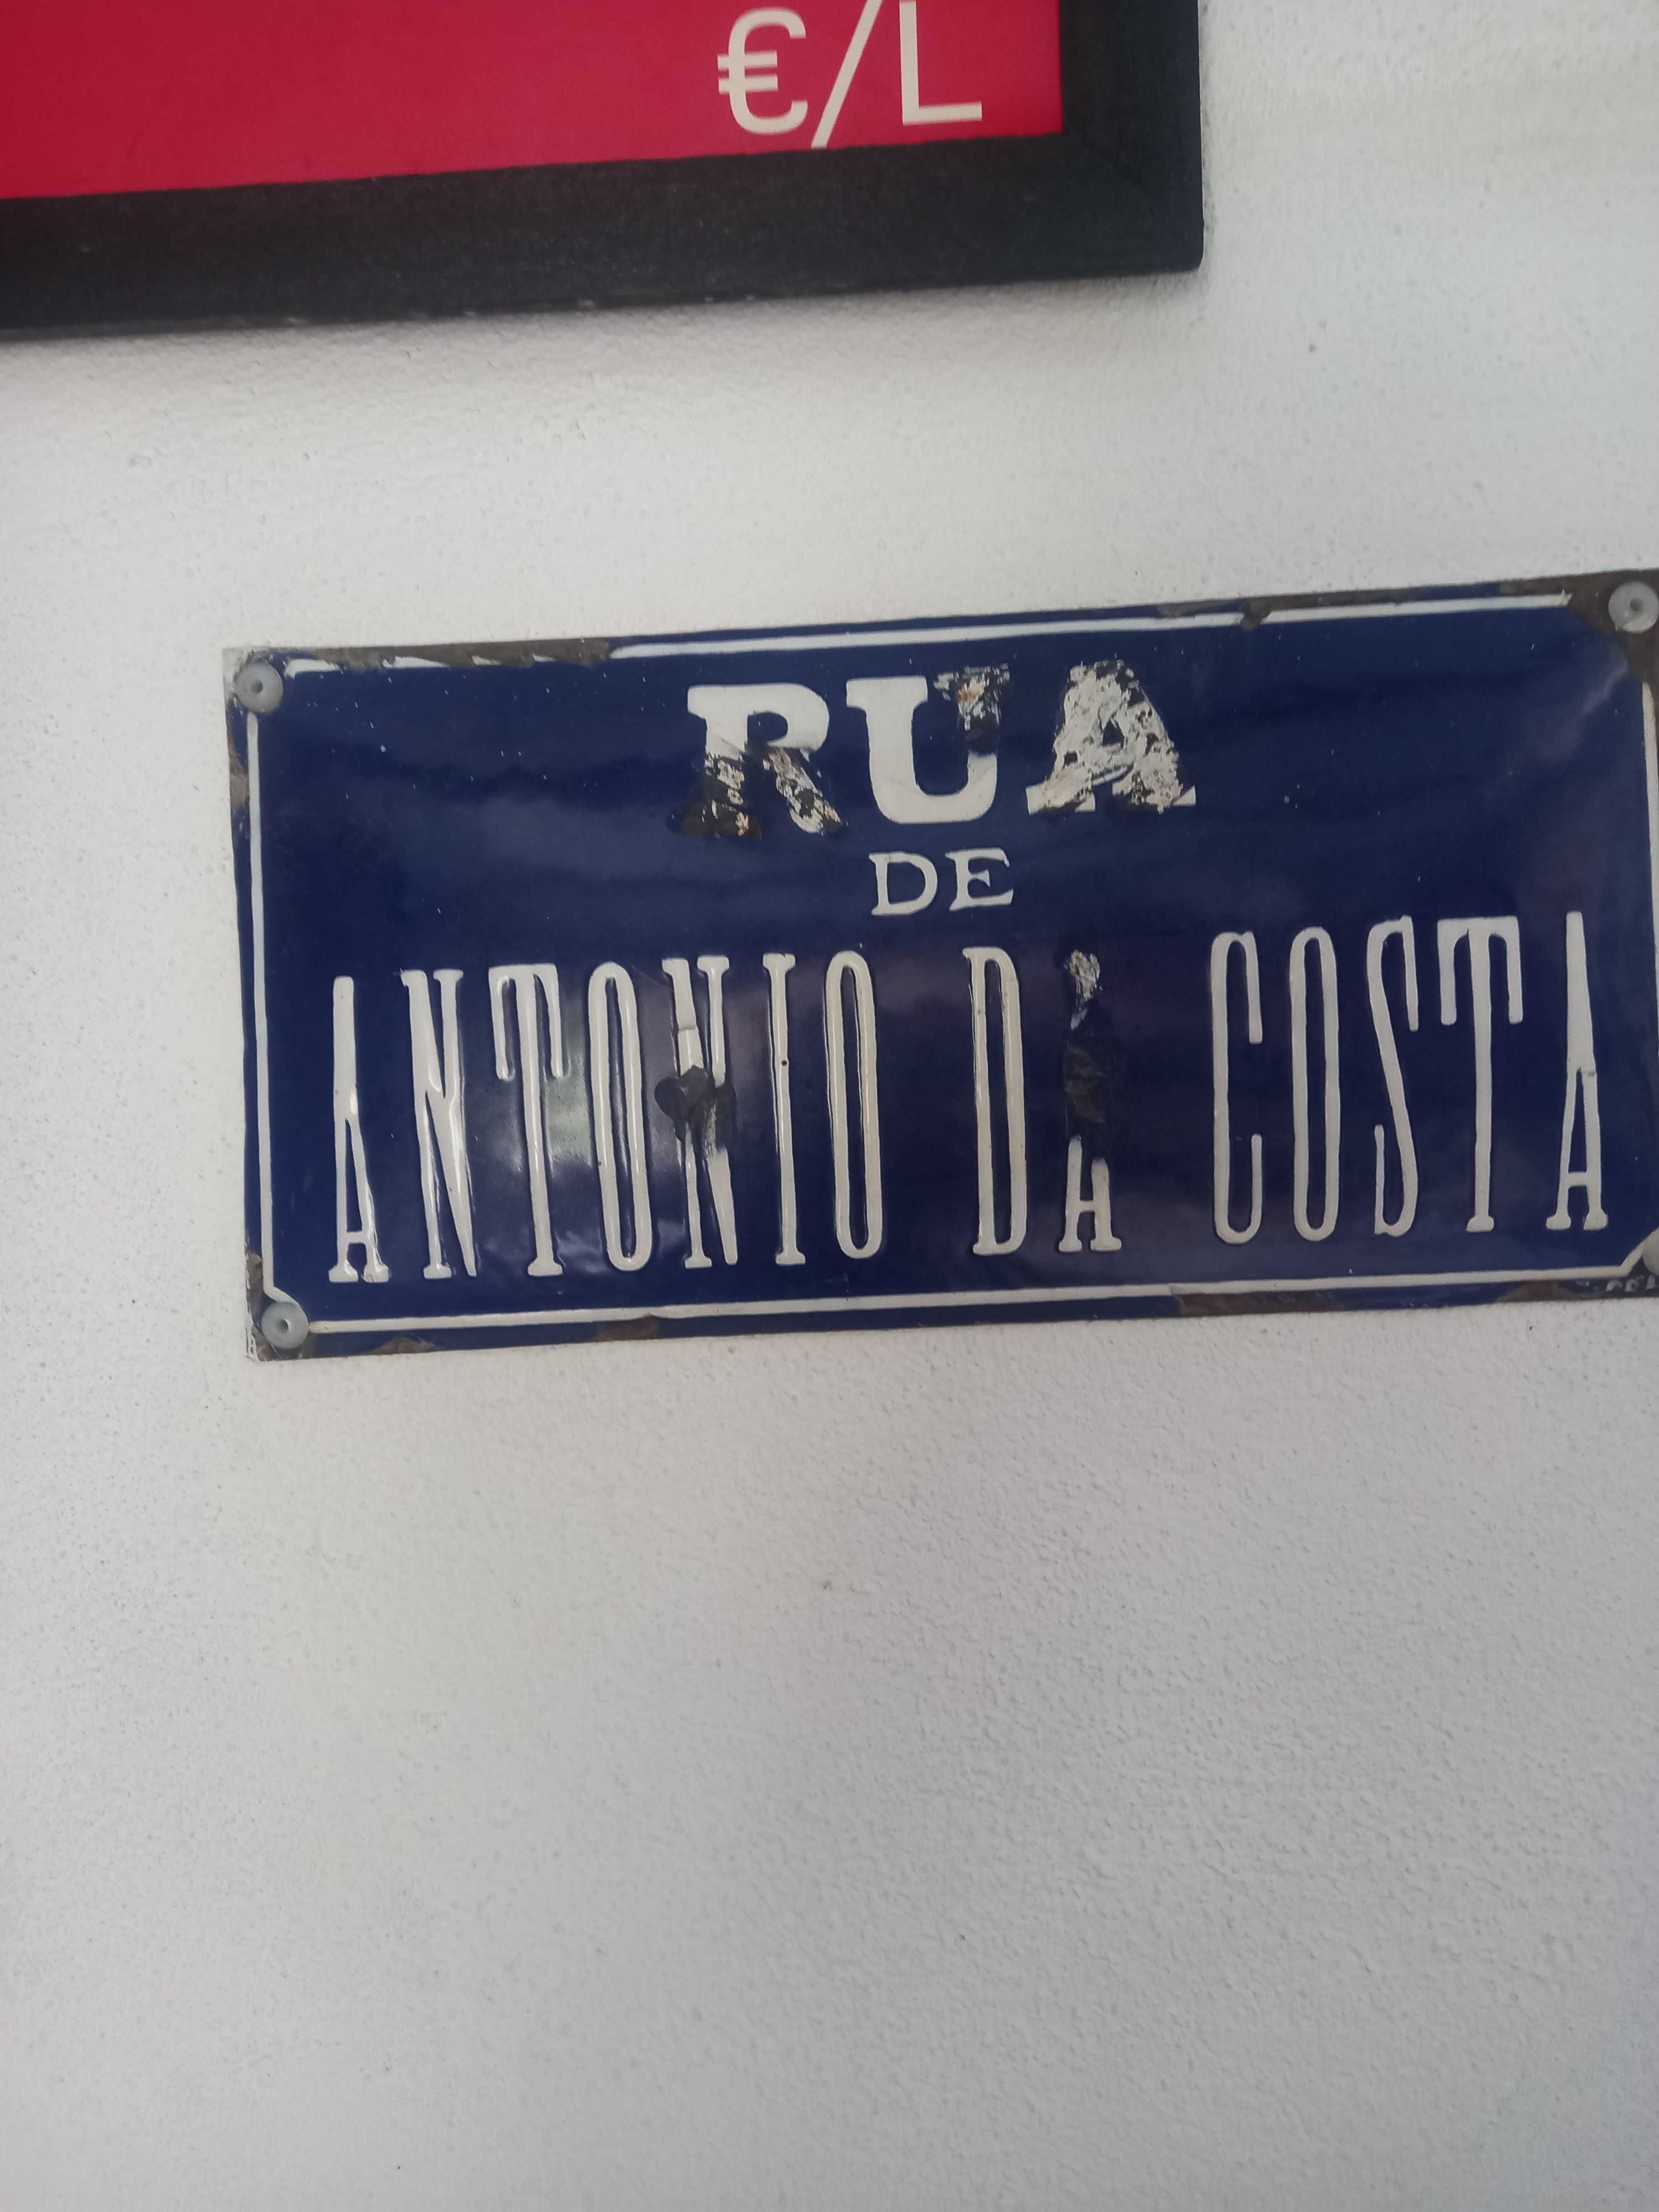 €/L
RUA
DE
ANTONIO DA COSTA